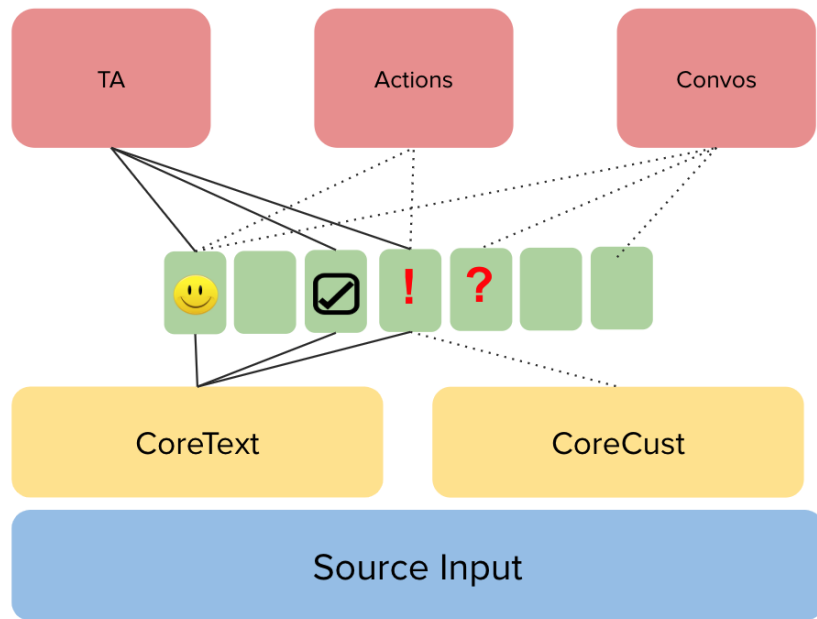 TA
Actions
Convos
! ?
CoreText
CoreCust
Source Input